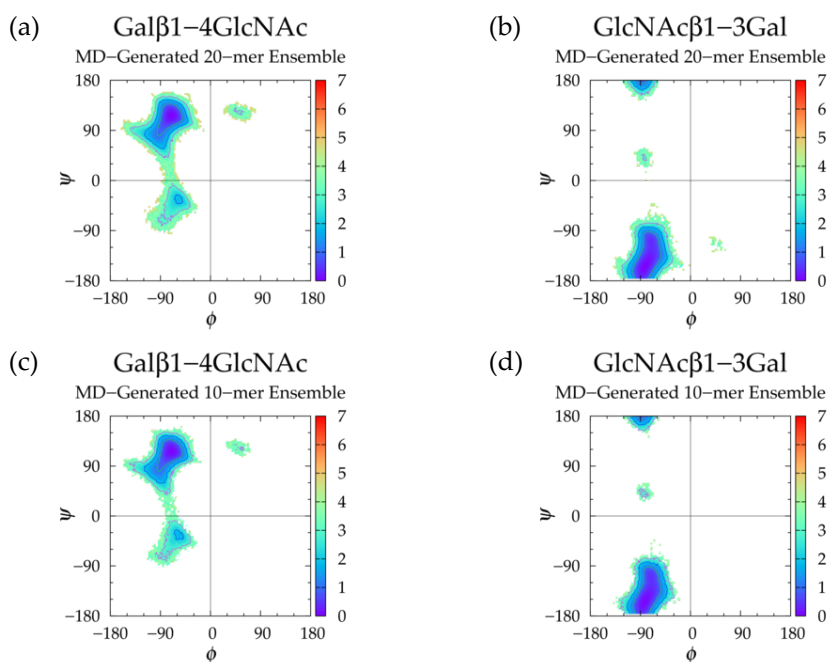 (a)
Galβ1−4GlcNAc
MD−Generated 20−mer Ensemble
180
90
0
−90
−180
ψ
−180 −90 0 90 180
ϕ
7
6
5
4
3
2
1
0
(b)
GlcNAcβ1−3Gal
MD−Generated 20−mer Ensemble
180
90
0
−90
−180
ψ
−180 −90 0 90 180
ϕ
7
6
5
4
3
2
1
0
(c)
Galβ1−4GlcNAc
MD−Generated 10−mer Ensemble
180
90
0
−90
−180
ψ
−180 −90 0 90 180
ϕ
7
6
5
4
3
2
1
0
(d)
GlcNAcβ1−3Gal
MD−Generated 10−mer Ensemble
180
90
0
−90
−180
ψ
−180 −90 0 90 180
ϕ
7
6
5
4
3
2
1
0